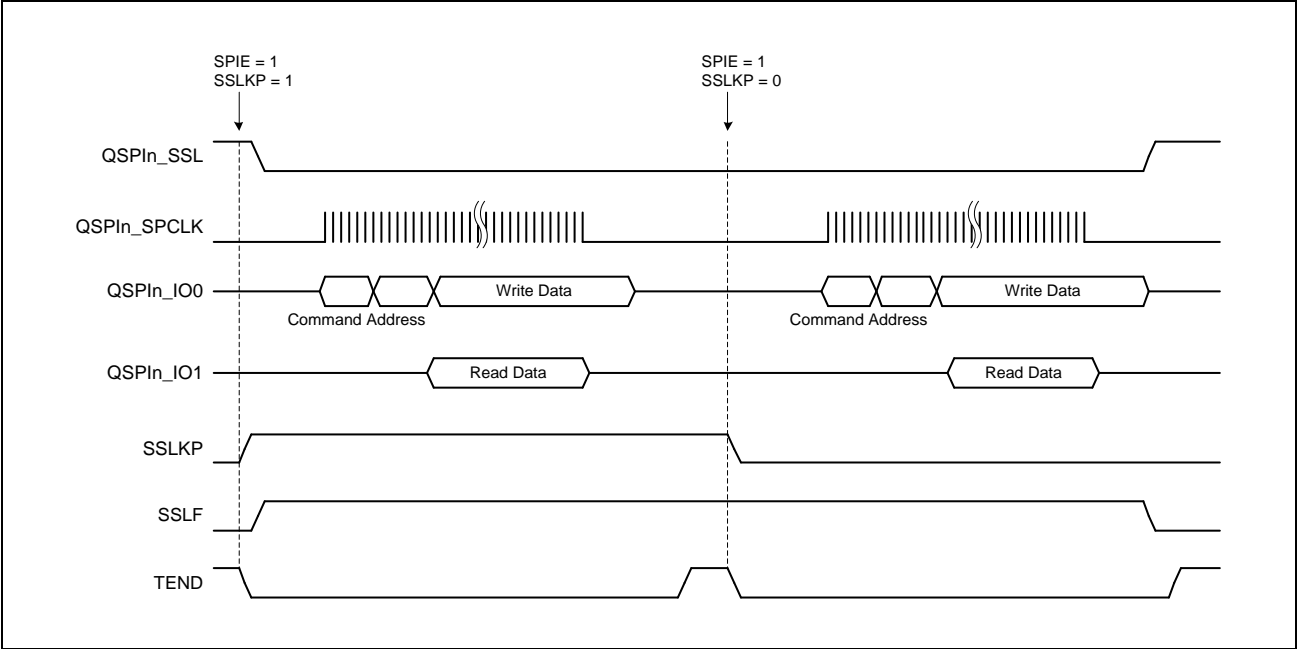 SPIE = 1
SSLKP = 1
SPIE = 1
SSLKP = 0
QSPIn_SSL
QSPIn_SPCLK
QSPIn_IO0
Write Data
Write Data
Command Address
Command Address
QSPIn_IO1
Read Data
Read Data
SSLKP
SSLF
TEND